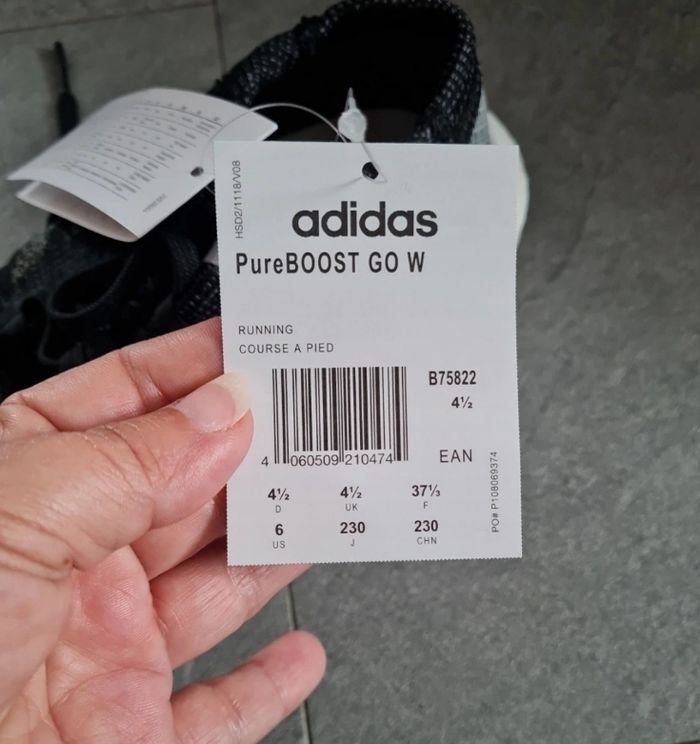 HSD2/1118/V08
adidas
PureBOOST GO W
RUNNING
COURSE A PIED
B75822
4½
4 060509 210474
EAN
4½ 4½ 37⅓
D UK F
6 230 230
US J CHN
PO# P108069374